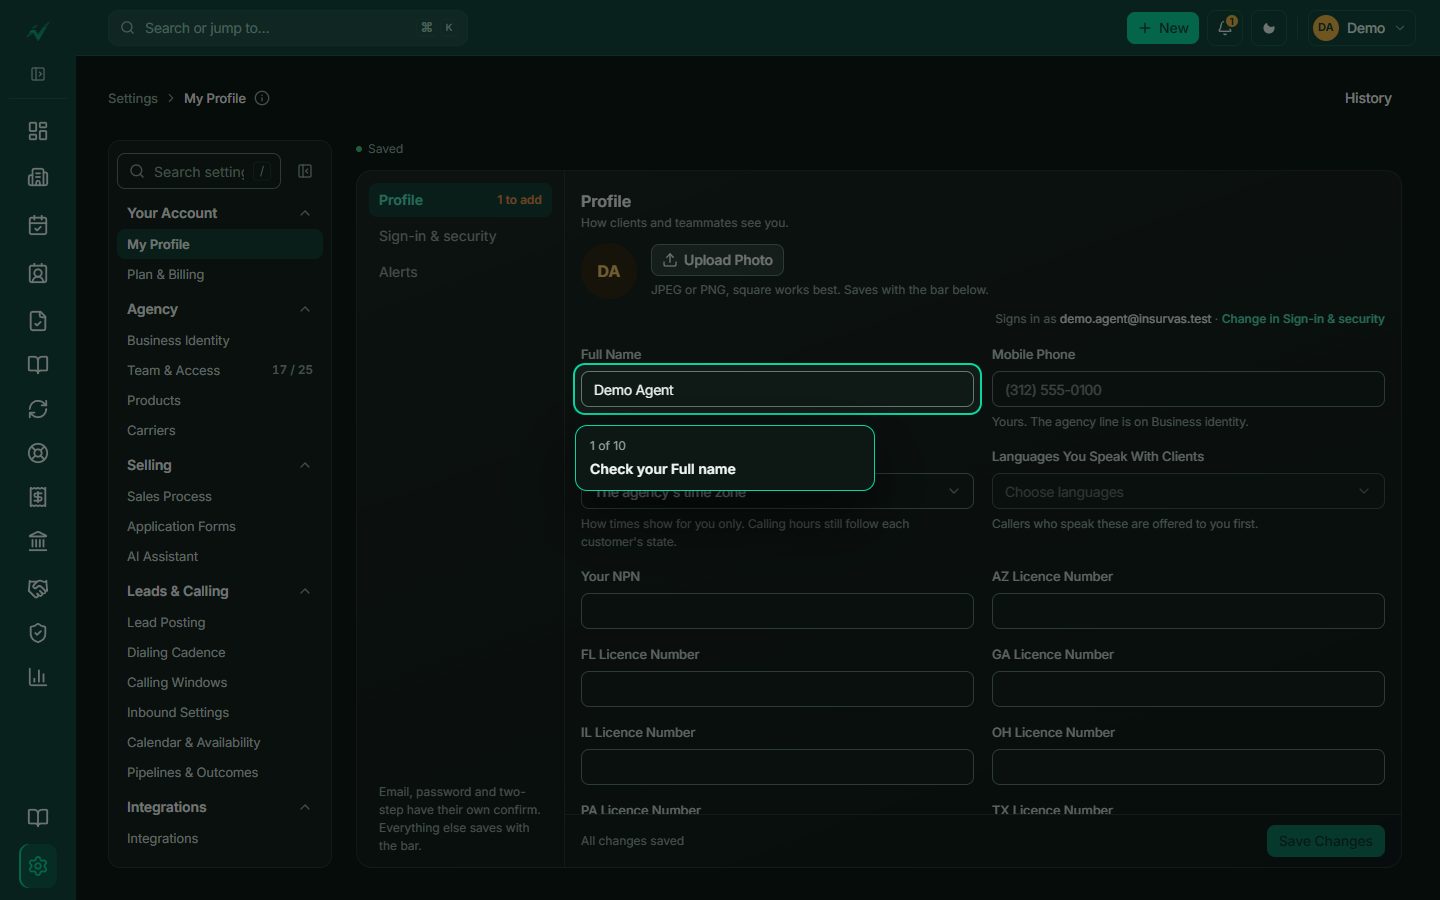 Search or jump to...
⌘ K
+ New
1
DA
Demo
Settings
My Profile
History
Search setting
/
Your Account
My Profile
Plan & Billing
Agency
Business Identity
Team & Access
17 / 25
Products
Carriers
Selling
Sales Process
Application Forms
AI Assistant
Leads & Calling
Lead Posting
Dialing Cadence
Calling Windows
Inbound Settings
Calendar & Availability
Pipelines & Outcomes
Integrations
Integrations
Saved
Profile
1 to add
Sign-in & security
Alerts
Email, password and two-
step have their own confirm.
Everything else saves with
the bar.
Profile
How clients and teammates see you.
DA
Upload Photo
JPEG or PNG, square works best. Saves with the bar below.
Signs in as demo.agent@insurvas.test · Change in Sign-in & security
Full Name
Demo Agent
Mobile Phone
(312) 555-0100
Yours. The agency line is on Business identity.
1 of 10
Check your Full name
The agency's time zone
How times show for you only. Calling hours still follow each
customer's state.
Languages You Speak With Clients
Choose languages
Callers who speak these are offered to you first.
Your NPN
AZ Licence Number
FL Licence Number
GA Licence Number
IL Licence Number
OH Licence Number
PA Licence Number
TX Licence Number
All changes saved
Save Changes